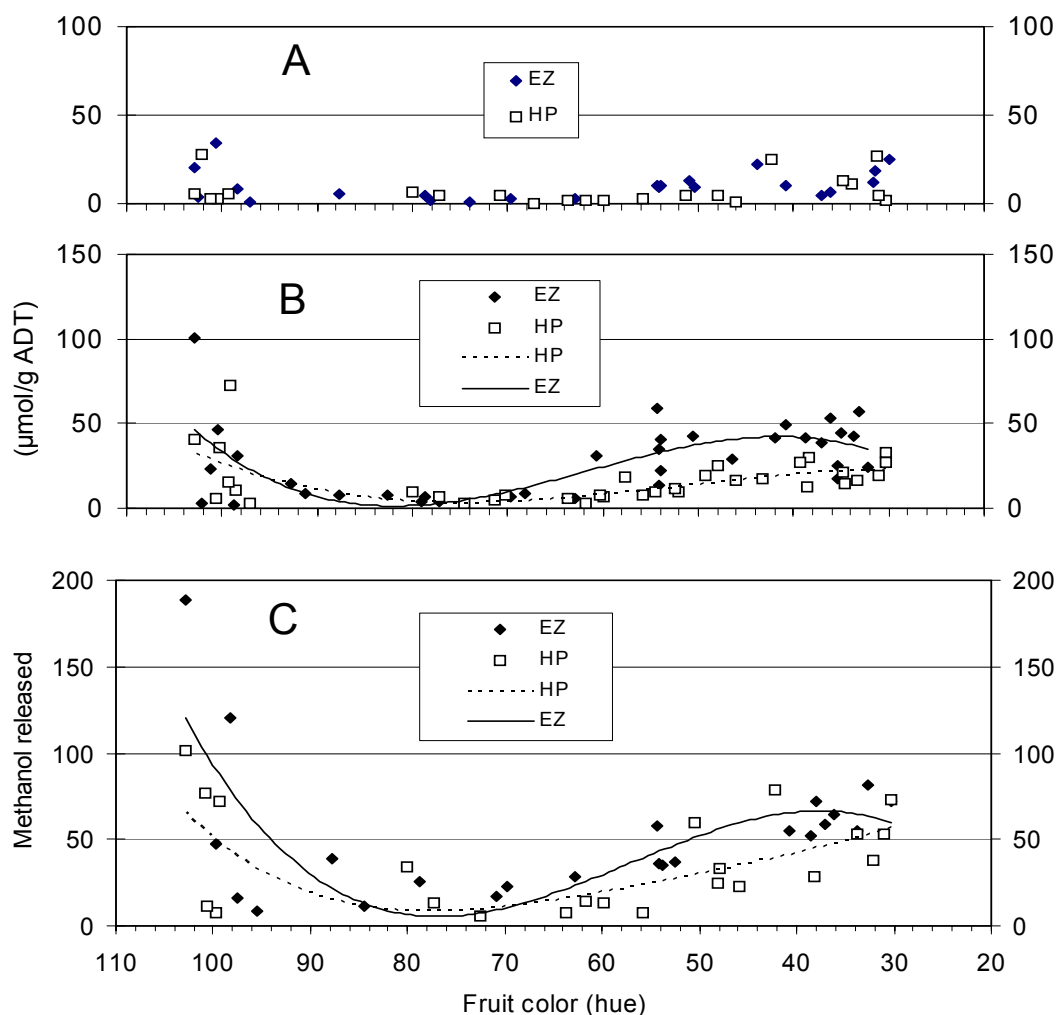 100 100
A
EZ
HP
50 50
0 0
150 150
B
EZ
HP
HP
EZ
100 100
50 50
0 0
(µmol/g ADT)
200 200
C
EZ
HP
HP
EZ
150 150
100 100
50 50
0 0
Methanol released
110 100 90 80 70 60 50 40 30 20
Fruit color (hue)